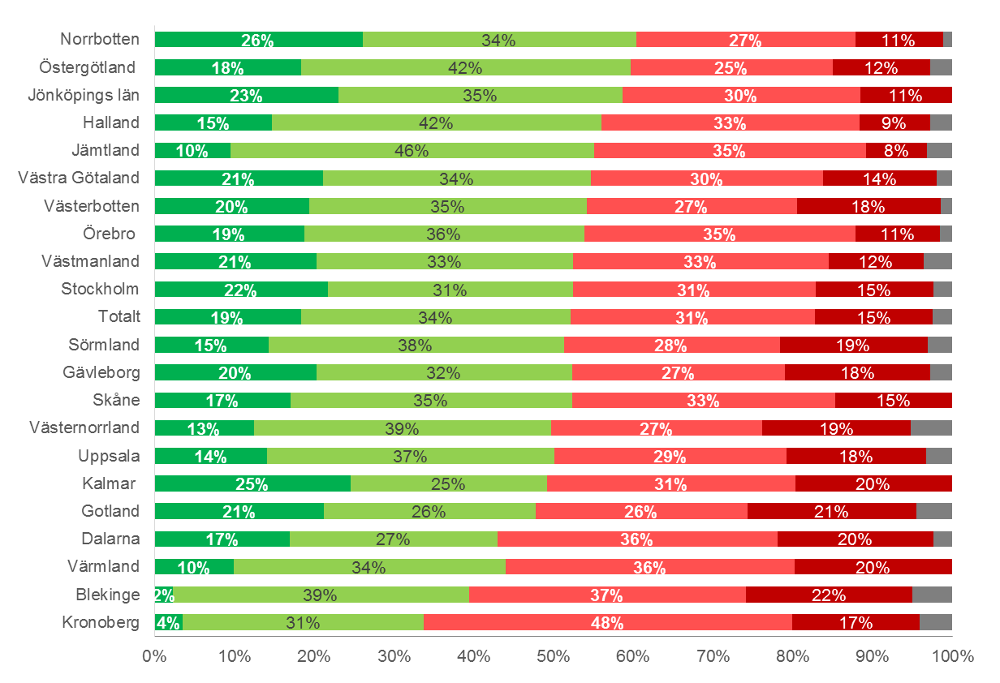 Norrbotten 26% 34% 27% 11%
Östergötland 18% 42% 25% 12%
Jönköpings län 23% 35% 30% 11%
Halland 15% 42% 33% 9%
Jämtland 10% 46% 35% 8%
Västra Götaland 21% 34% 30% 14%
Västerbotten 20% 35% 27% 18%
Örebro 19% 36% 35% 11%
Västmanland 21% 33% 33% 12%
Stockholm 22% 31% 31% 15%
Totalt 19% 34% 31% 15%
Sörmland 15% 38% 28% 19%
Gävleborg 20% 32% 27% 18%
Skåne 17% 35% 33% 15%
Västernorrland 13% 39% 27% 19%
Uppsala 14% 37% 29% 18%
Kalmar 25% 25% 31% 20%
Gotland 21% 26% 26% 21%
Dalarna 17% 27% 36% 20%
Värmland 10% 34% 36% 20%
Blekinge 2% 39% 37% 22%
Kronoberg 4% 31% 48% 17%
0% 10% 20% 30% 40% 50% 60% 70% 80% 90% 100%